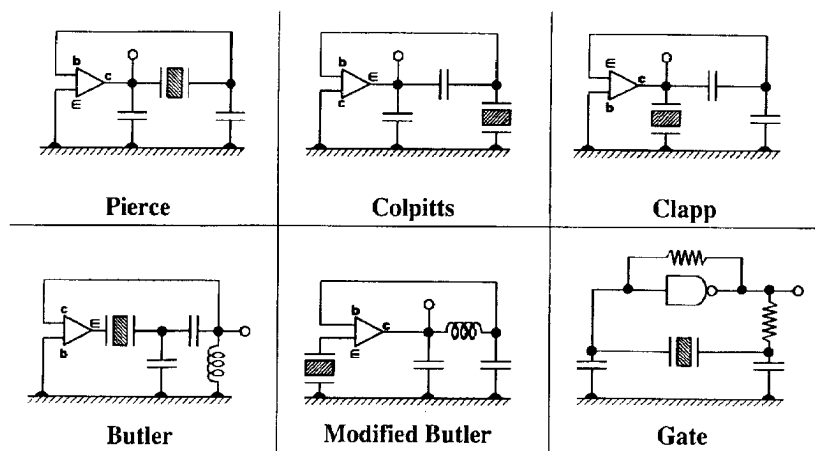 b
c
Є
Pierce
b
Є
c
Colpitts
Є
c
b
Clapp
c
Є
b
Butler
b
c
Є
Modified Butler
Gate